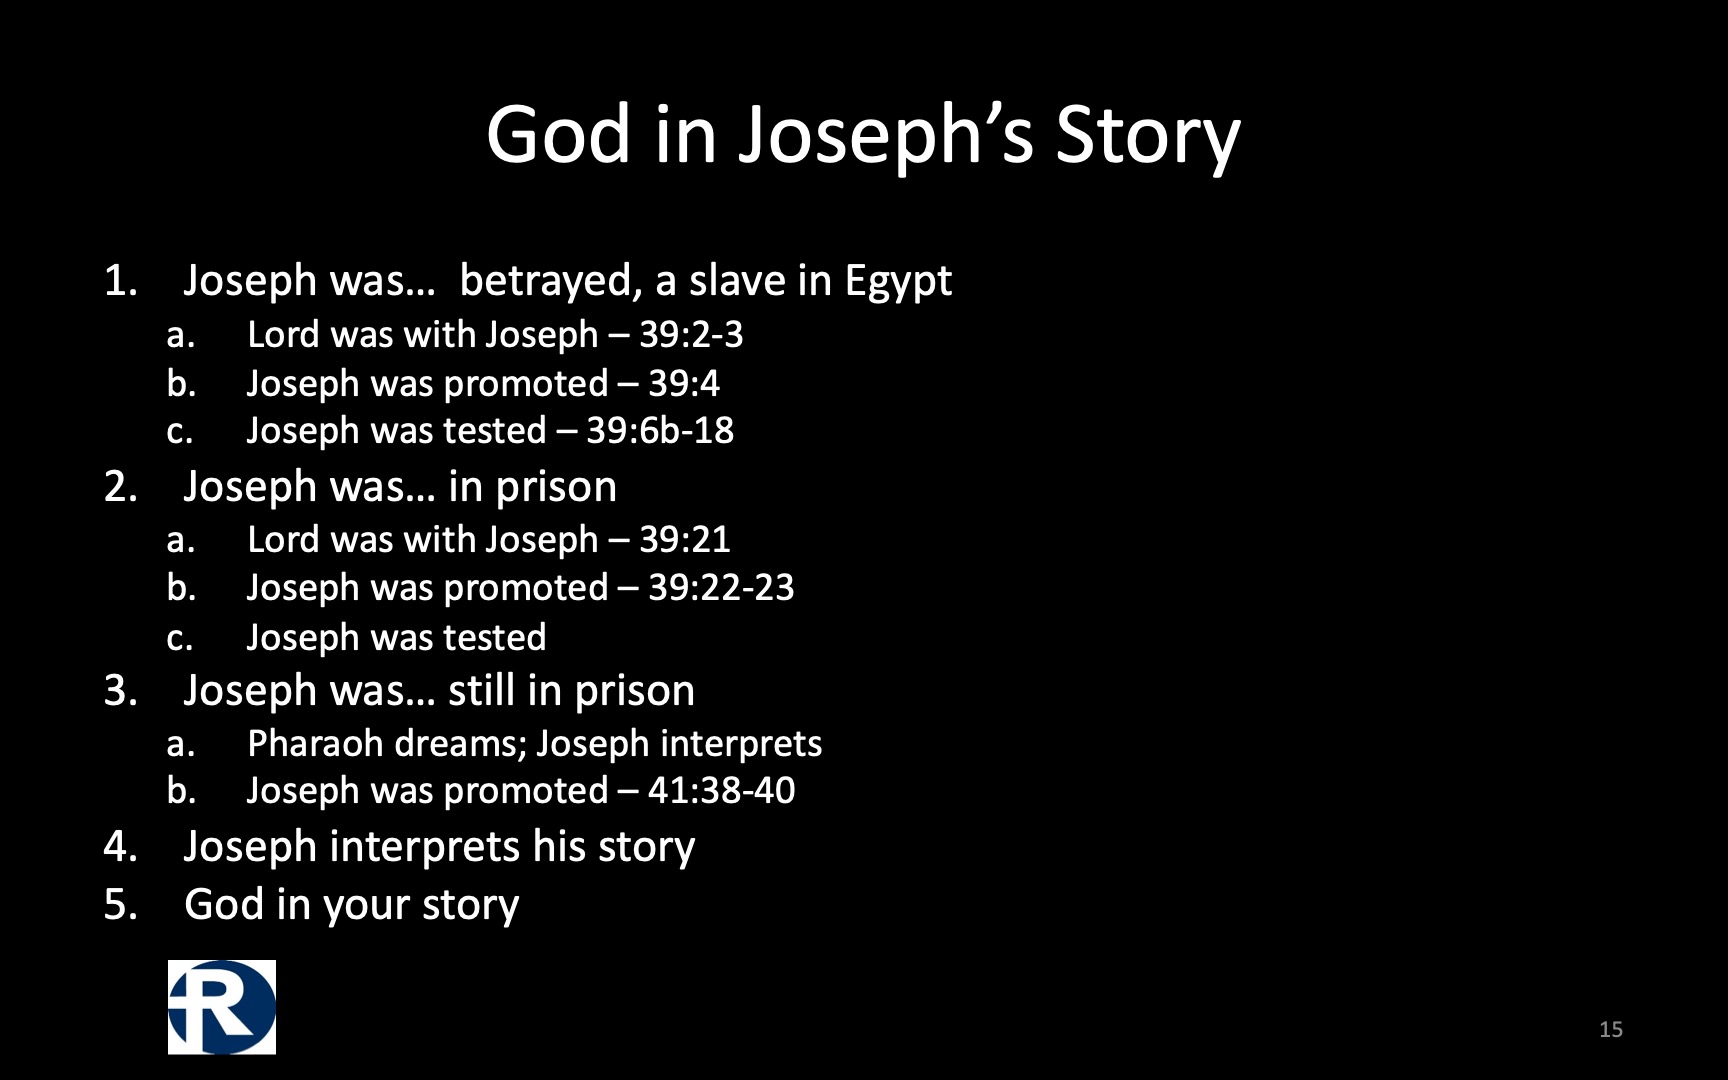 God in Joseph’s Story
1. Joseph was… betrayed, a slave in Egypt
a. Lord was with Joseph – 39:2-3
b. Joseph was promoted – 39:4
c. Joseph was tested – 39:6b-18
2. Joseph was… in prison
a. Lord was with Joseph – 39:21
b. Joseph was promoted – 39:22-23
c. Joseph was tested
3. Joseph was… still in prison
a. Pharaoh dreams; Joseph interprets
b. Joseph was promoted – 41:38-40
4. Joseph interprets his story
5. God in your story
R
15